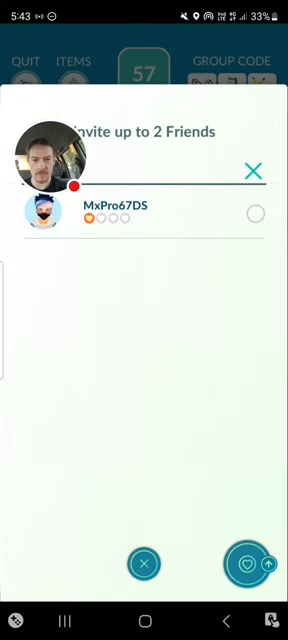 5:43
33%
QUIT
ITEMS
57
GROUP CODE
Invite up to 2 Friends
MxPro67DS